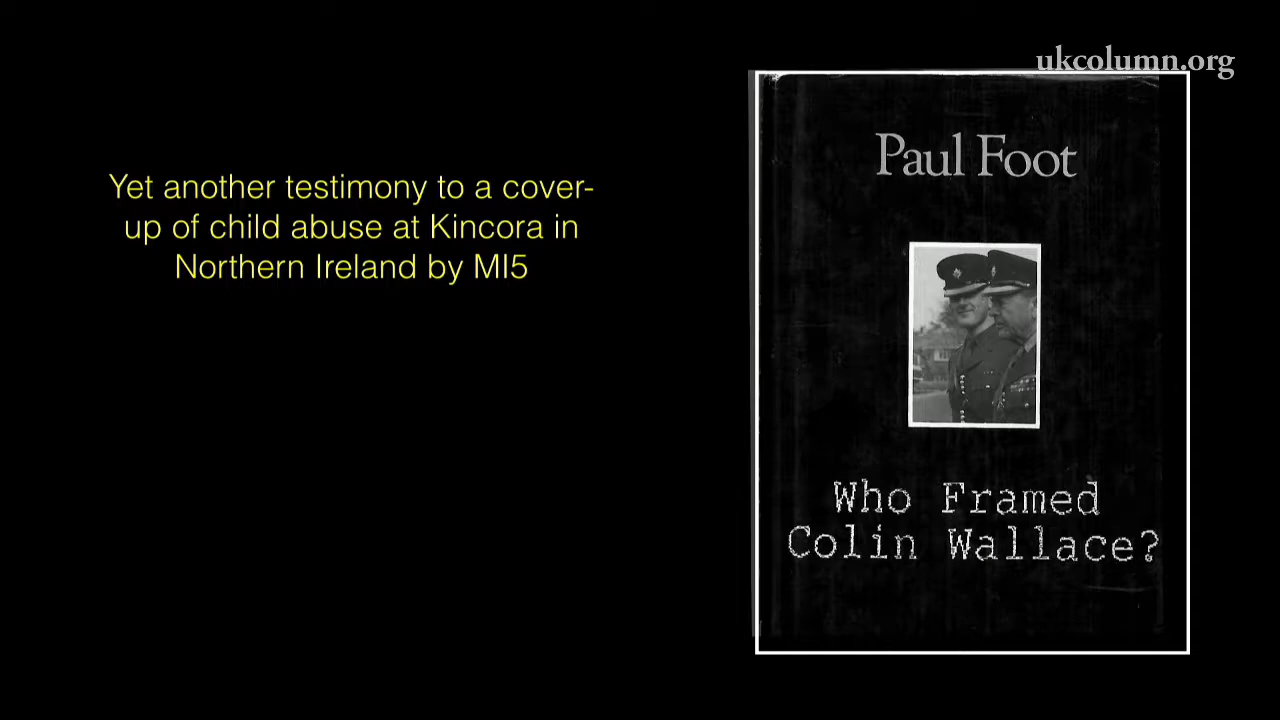 ukcolumn.org
Yet another testimony to a cover-
up of child abuse at Kincora in
Northern Ireland by MI5
Paul Foot
Who Framed
Colin Wallace?